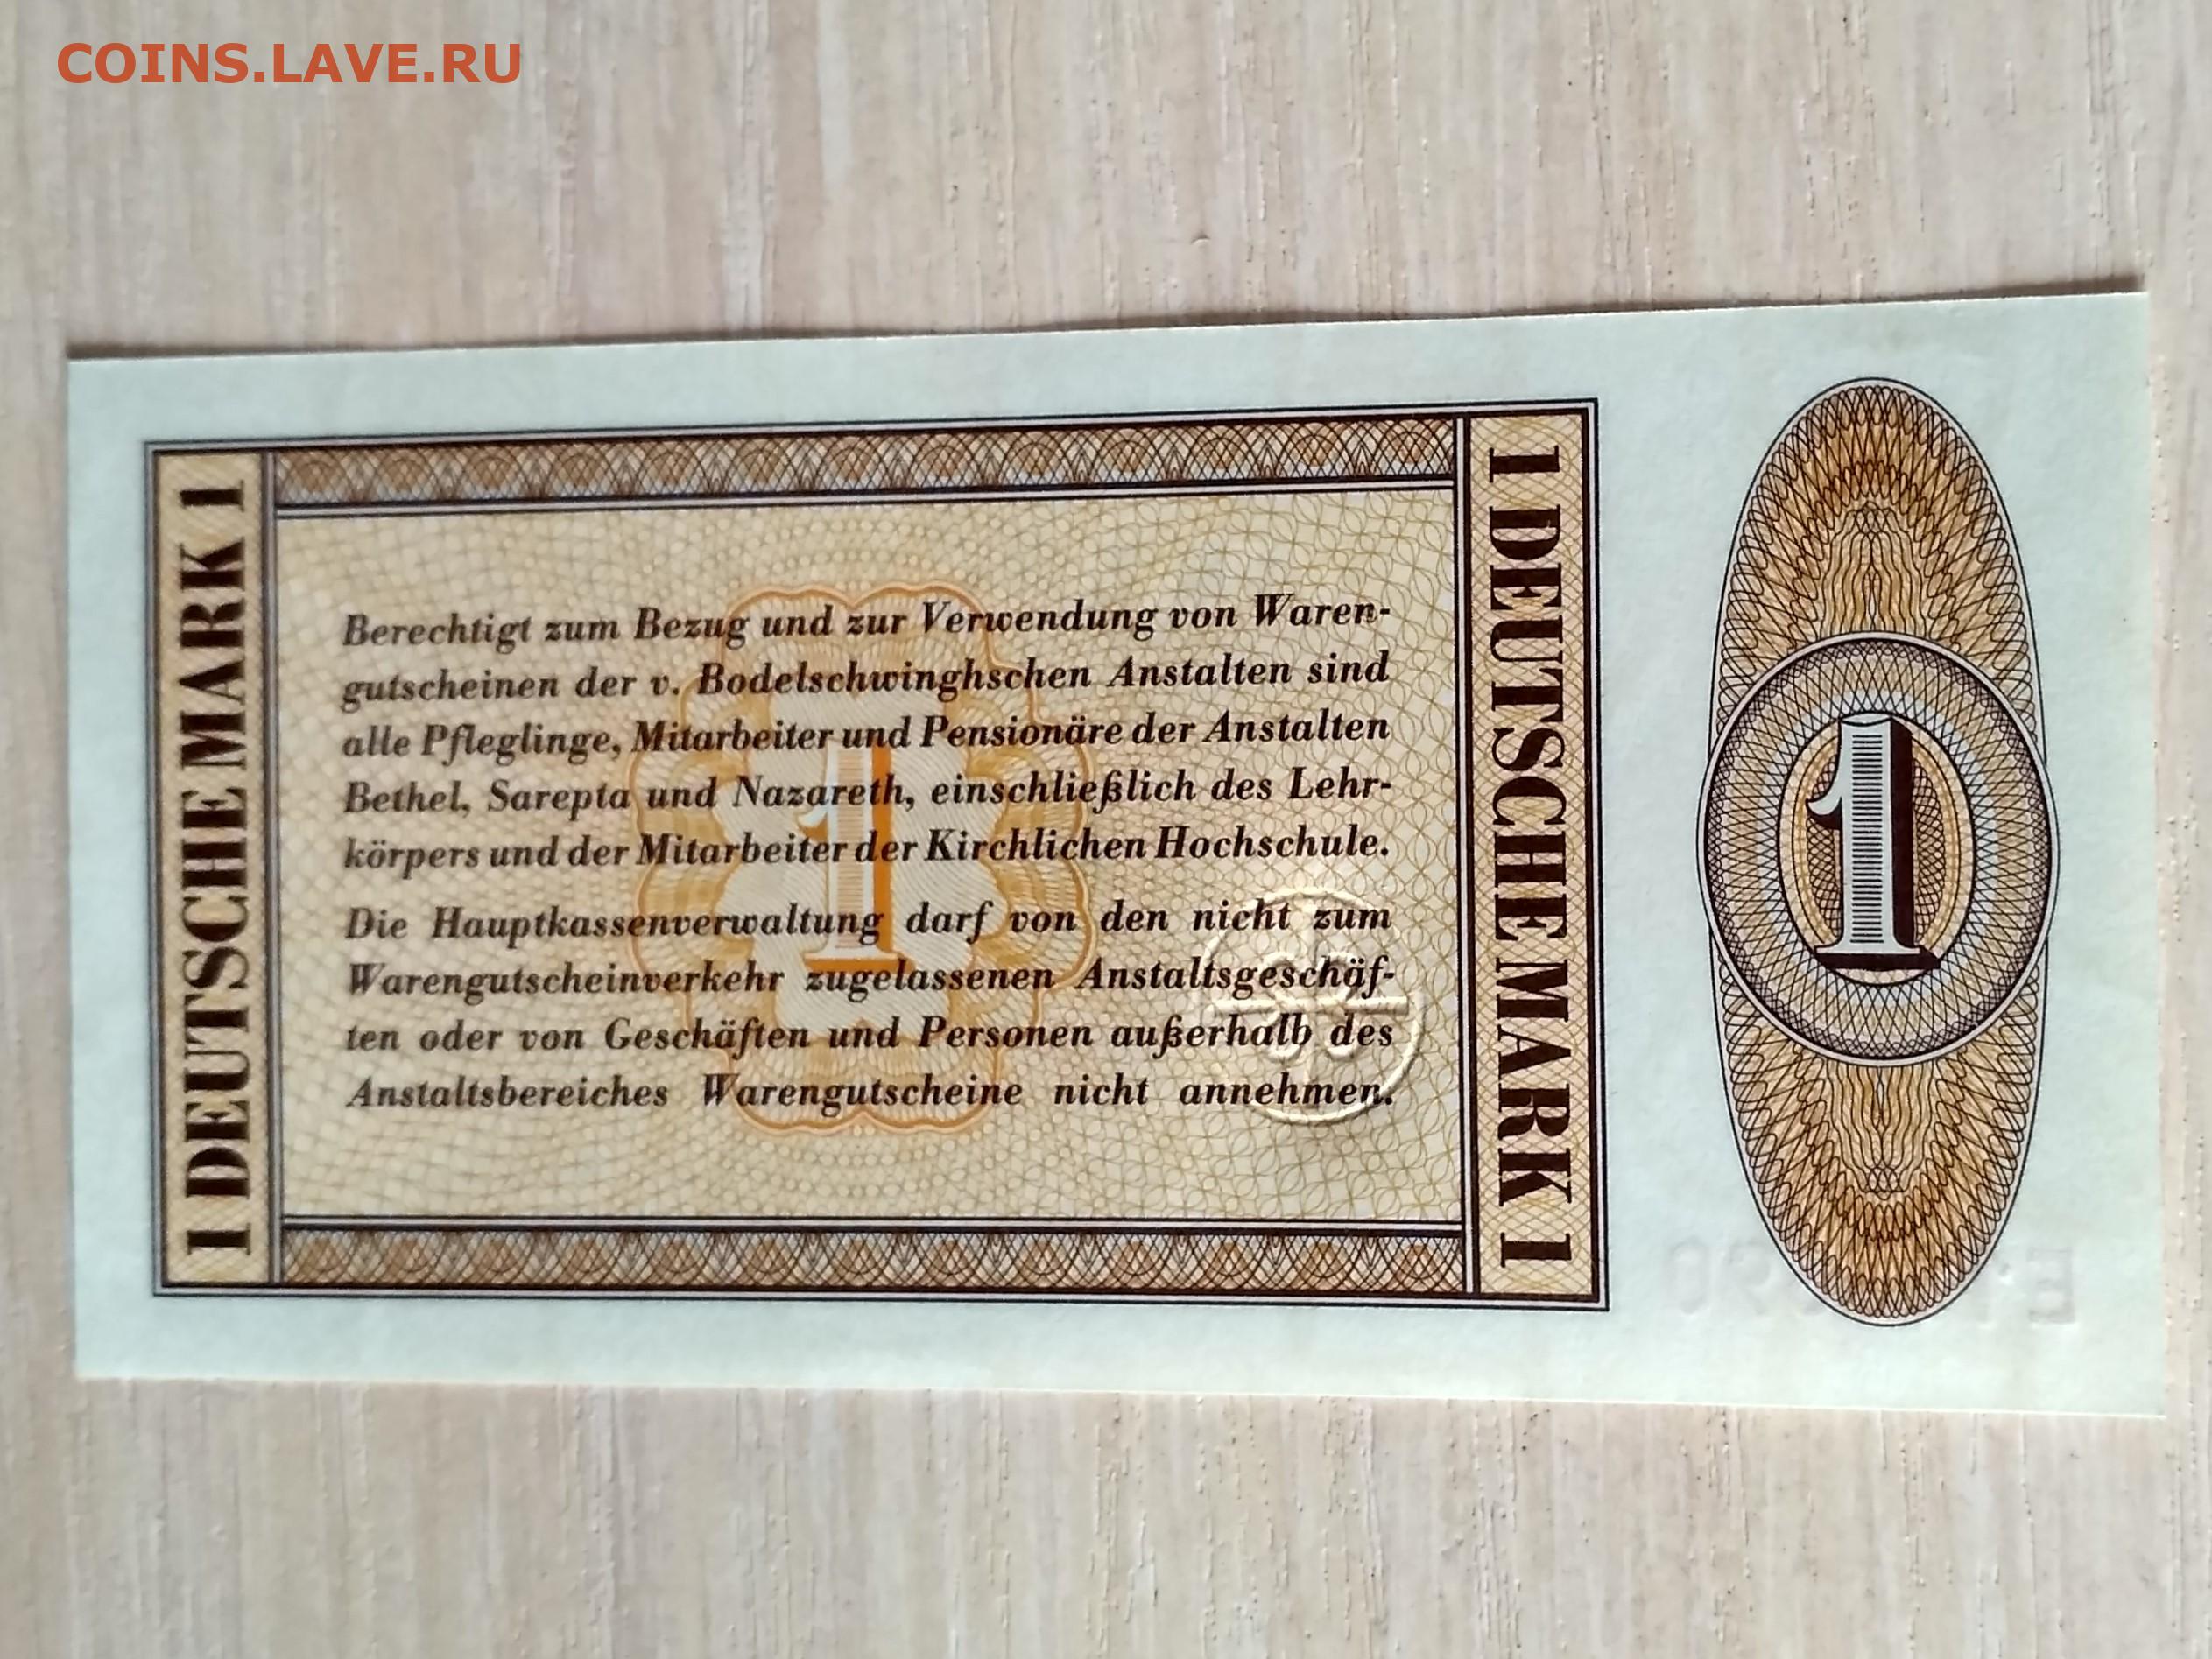 COINS.LAVE.RU
1 DEUTSCHE MARK 1
Berechtigt zum Bezug und zur Verwendung von Waren-
gutscheinen der v. Bodelschwinghschen Anstalten sind
alle Pfleglinge, Mitarbeiter und Pensionäre der Anstalten
Bethel, Sarepta und Nazareth, einschließlich des Lehr-
körpers und der Mitarbeiter der Kirchlichen Hochschule.
Die Hauptkassenverwaltung darf von den nicht zum
Warengutscheinverkehr zugelassenen Anstaltsgeschäf-
ten oder von Geschäften und Personen außerhalb des
Anstaltsbereiches Warengutscheine nicht annehmen.
1
1 DEUTSCHE MARK 1
1